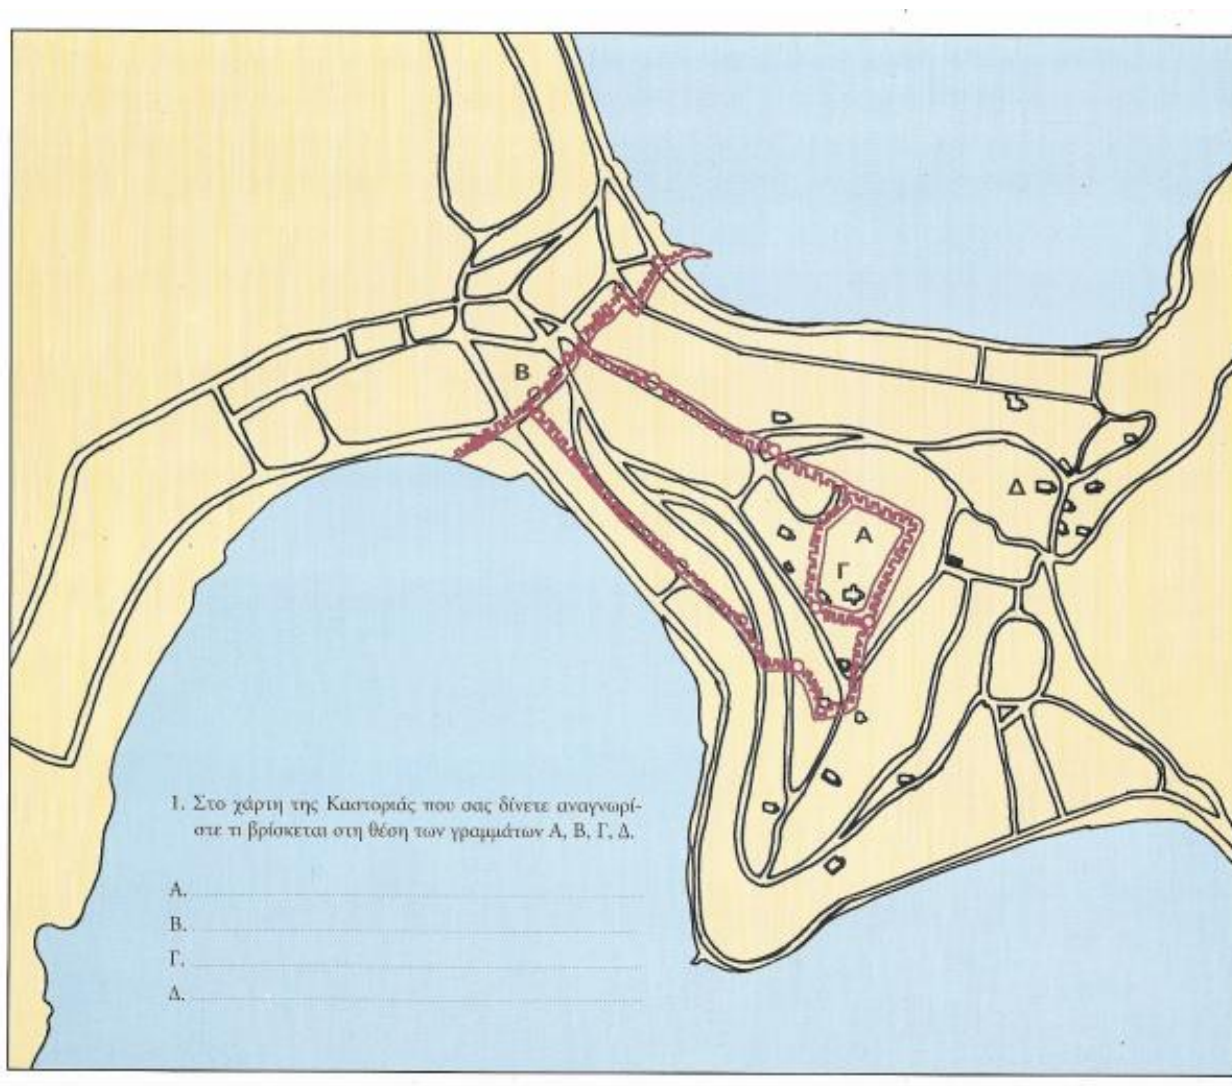 Β
Δ
Α
Γ
1. Στο χάρτη της Καστοριάς που σας δίνετε αναγνωρί-
στε τι βρίσκεται στη θέση των γραμμάτων Α, Β, Γ, Δ.
Α.
Β.
Γ.
Δ.